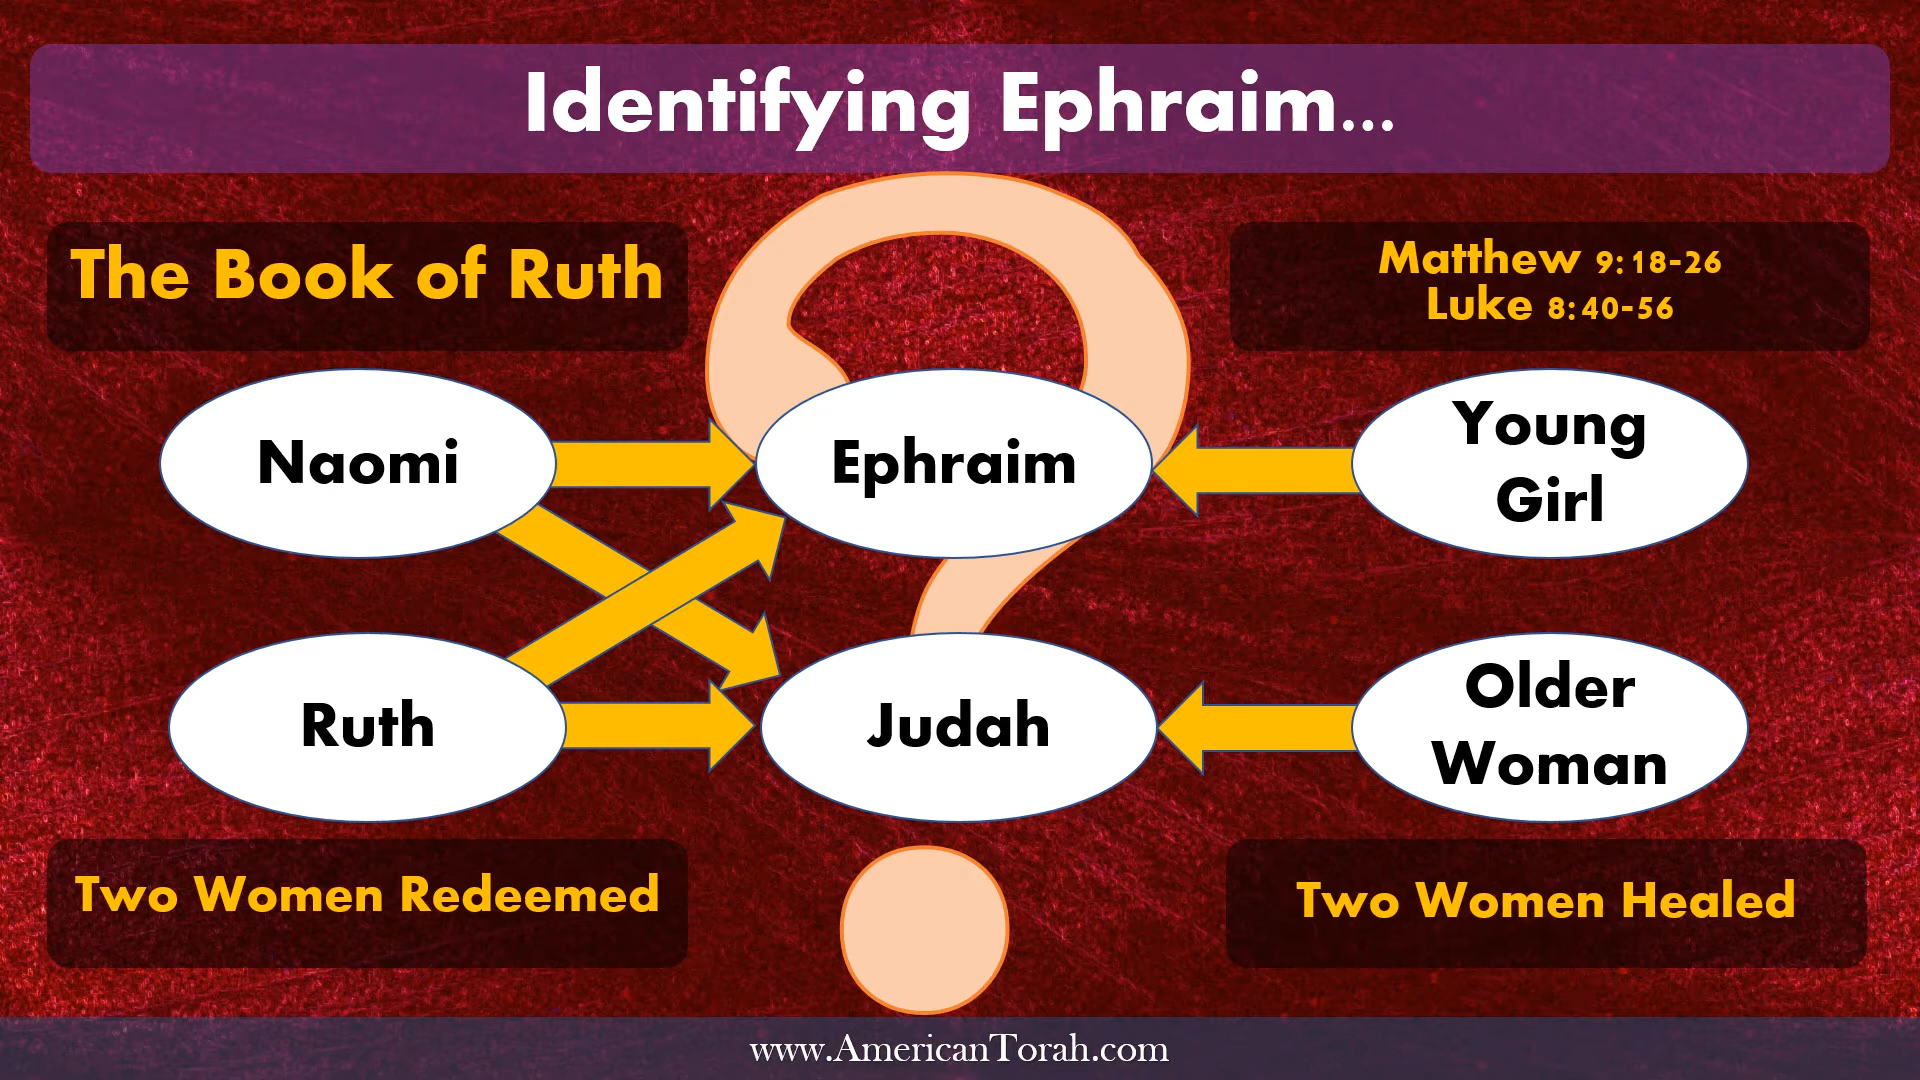 Identifying Ephraim...
The Book of Ruth
Matthew 9:18-26
Luke 8:40-56
Naomi
Ephraim
Young
Girl
Ruth
Judah
Older
Woman
Two Women Redeemed
Two Women Healed
www.AmericanTorah.com